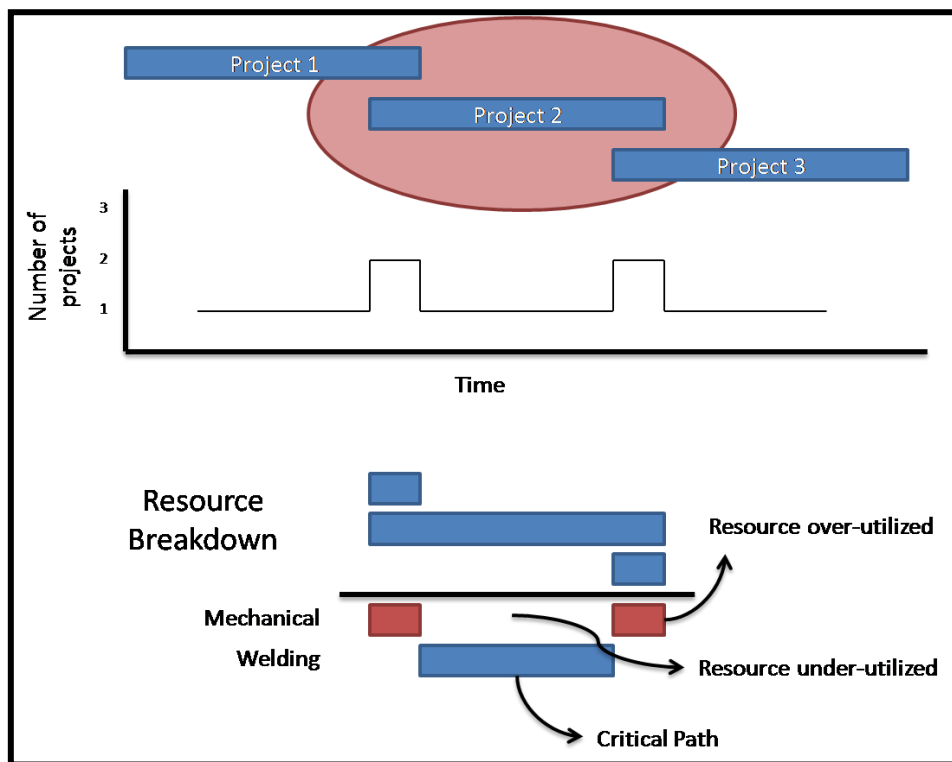 Project 1
Project 2
Project 3
Number of
projects
3
2
1
Time
Resource
Breakdown
Resource over-utilized
Mechanical
Welding
Resource under-utilized
Critical Path